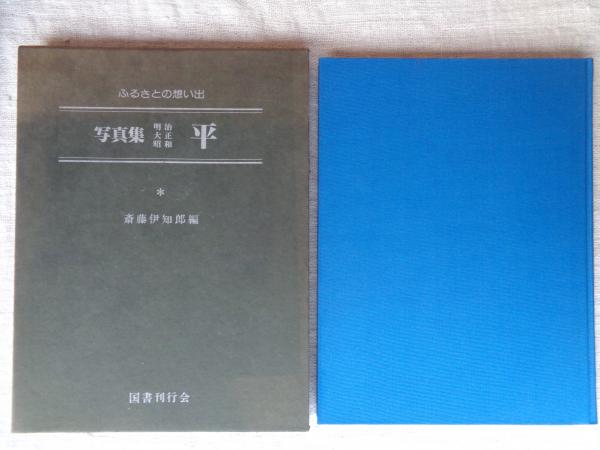 ふるさとの想い出
写真集 明治 大正 昭和 平
*
斎藤伊知郎編
国書刊行会